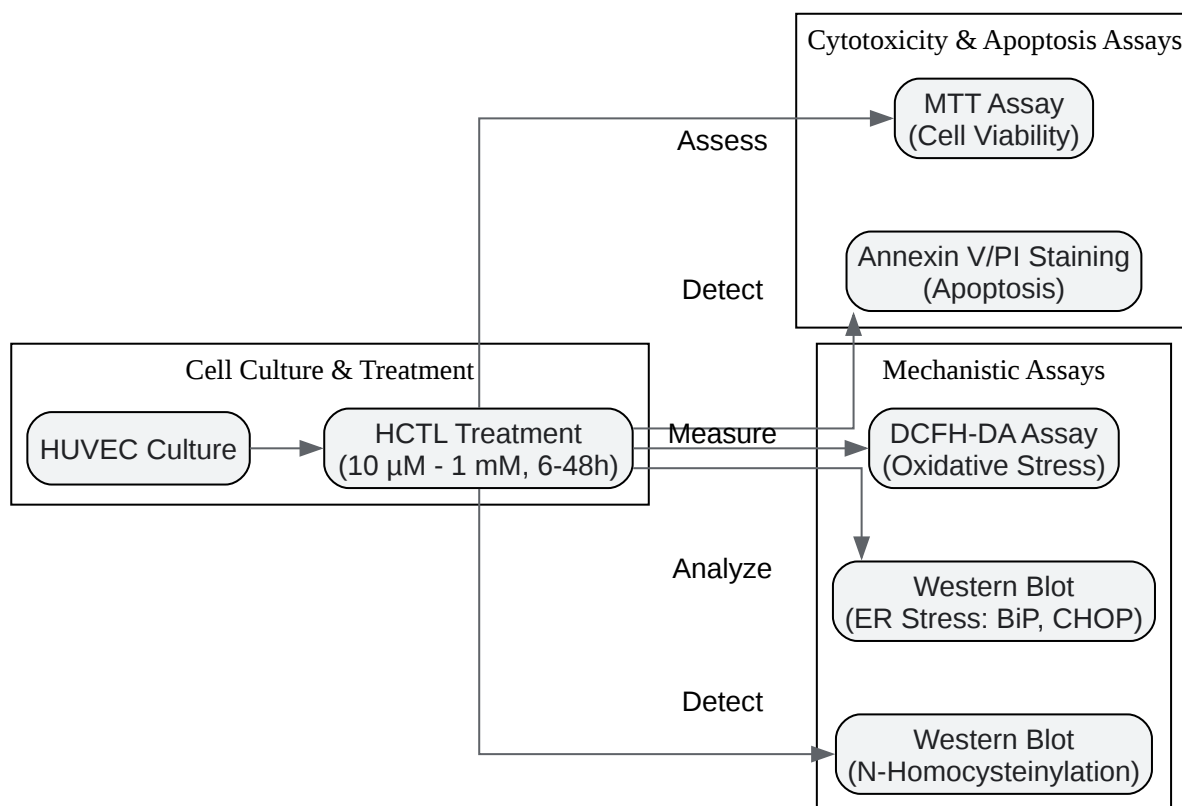 Cytotoxicity & Apoptosis Assays
MTT Assay
(Cell Viability)
Assess
Annexin V/PI Staining
(Apoptosis)
Detect
Cell Culture & Treatment
HUVEC Culture
HCTL Treatment
(10 µM - 1 mM, 6-48h)
Measure
Mechanistic Assays
DCFH-DA Assay
(Oxidative Stress)
Analyze
Western Blot
(ER Stress: BiP, CHOP)
Detect
Western Blot
(N-Homocysteinylation)